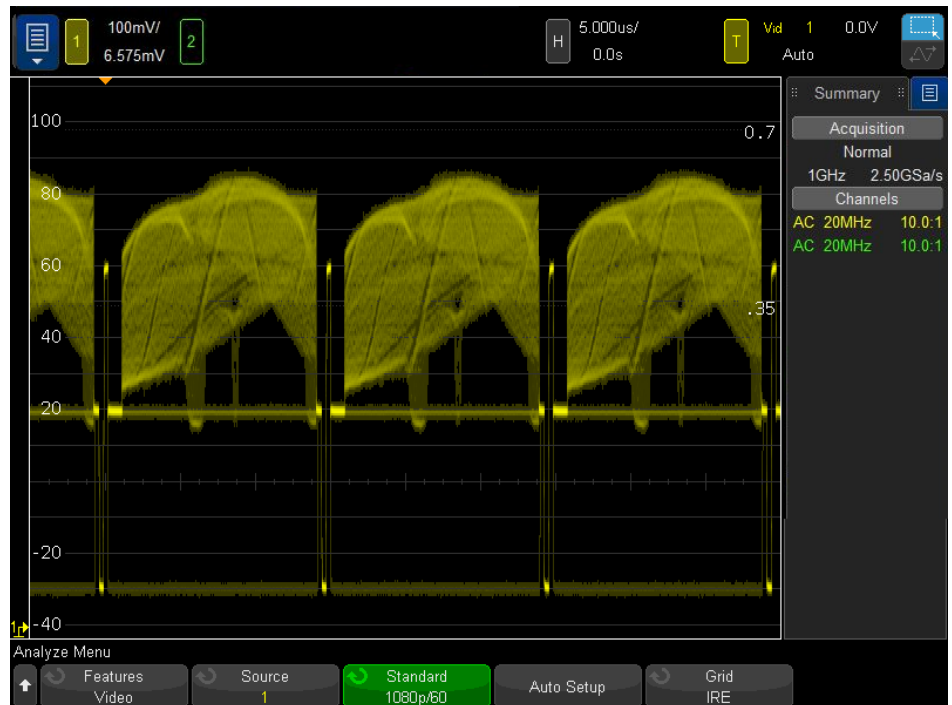 1
100mV/
6.575mV
2
H
5.000us/
0.0s
T
Vid 1 0.0V
Auto
Summary
Acquisition
Normal
1GHz 2.50GSa/s
Channels
AC 20MHz 10.0:1
AC 20MHz 10.0:1
100
0.7
80
60
.35
40
20
-20
-40
1
Analyze Menu
Features
Video
Source
1
Standard
1080p/60
Auto Setup
Grid
IRE